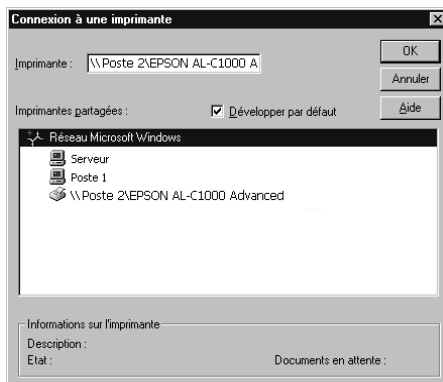 Connexion à une imprimante
Imprimante : \\Poste 2\EPSON AL-C1000 A
OK
Annuler
Aide
Imprimantes partagées : Développer par défaut
Réseau Microsoft Windows
Serveur
Poste 1
\\Poste 2\EPSON AL-C1000 Advanced
Informations sur l'imprimante
Description :
Etat : Documents en attente :